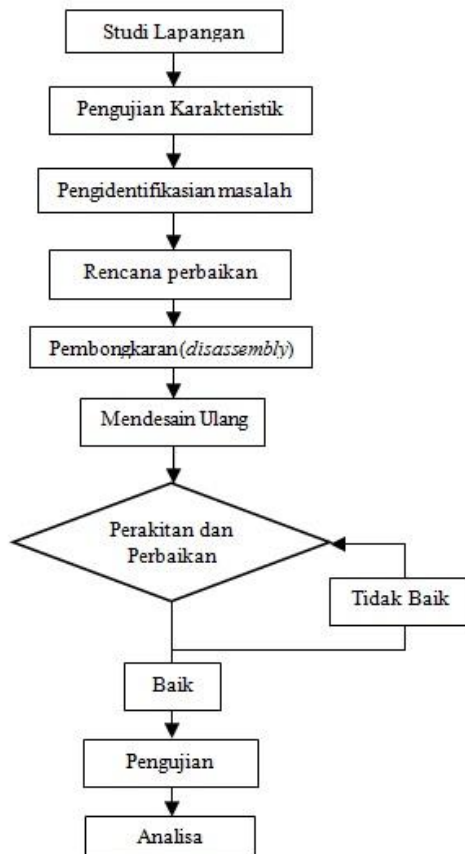 Studi Lapangan
Pengujian Karakteristik
Pengidentifikasian masalah
Rencana perbaikan
Pembongkaran (disassembly)
Mendesain Ulang
Perakitan dan
Perbaikan
Tidak Baik
Baik
Pengujian
Analisa